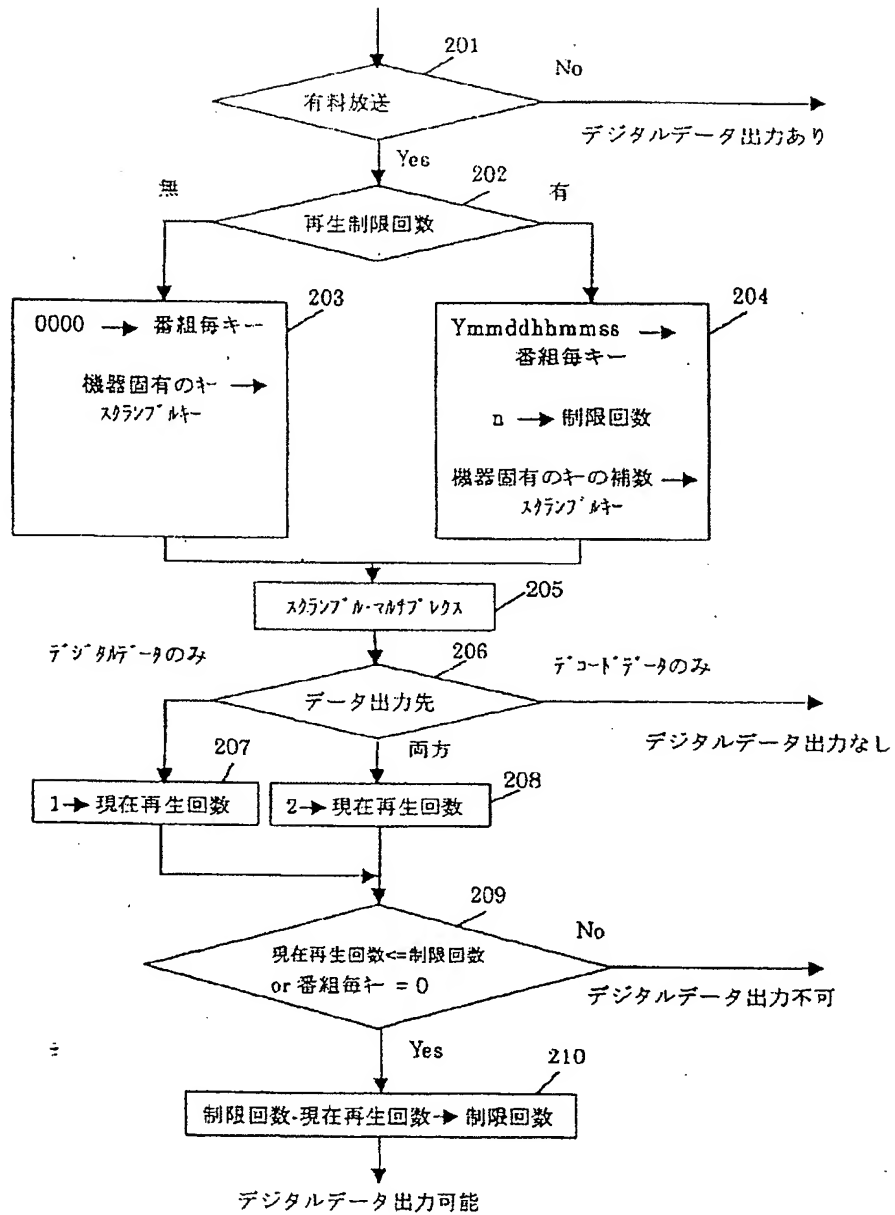 201
No
有料放送
デジタルデータ出力あり
Yes
202
無
有
再生制限回数
203
204
0000 → 番組毎キー
機器固有のキー →
スクランブルキー
Ymmddhhmmss →
番組毎キー
n → 制限回数
機器固有のキーの補数 →
スクランブルキー
スクランブル・マルチプレクス
205
デジタルデータのみ
206
デコードデータのみ
データ出力先
デジタルデータ出力なし
207
両方
208
1→ 現在再生回数
2→ 現在再生回数
209
No
現在再生回数<=制限回数
or 番組毎キー = 0
デジタルデータ出力不可
Yes
210
制限回数-現在再生回数→ 制限回数
デジタルデータ出力可能